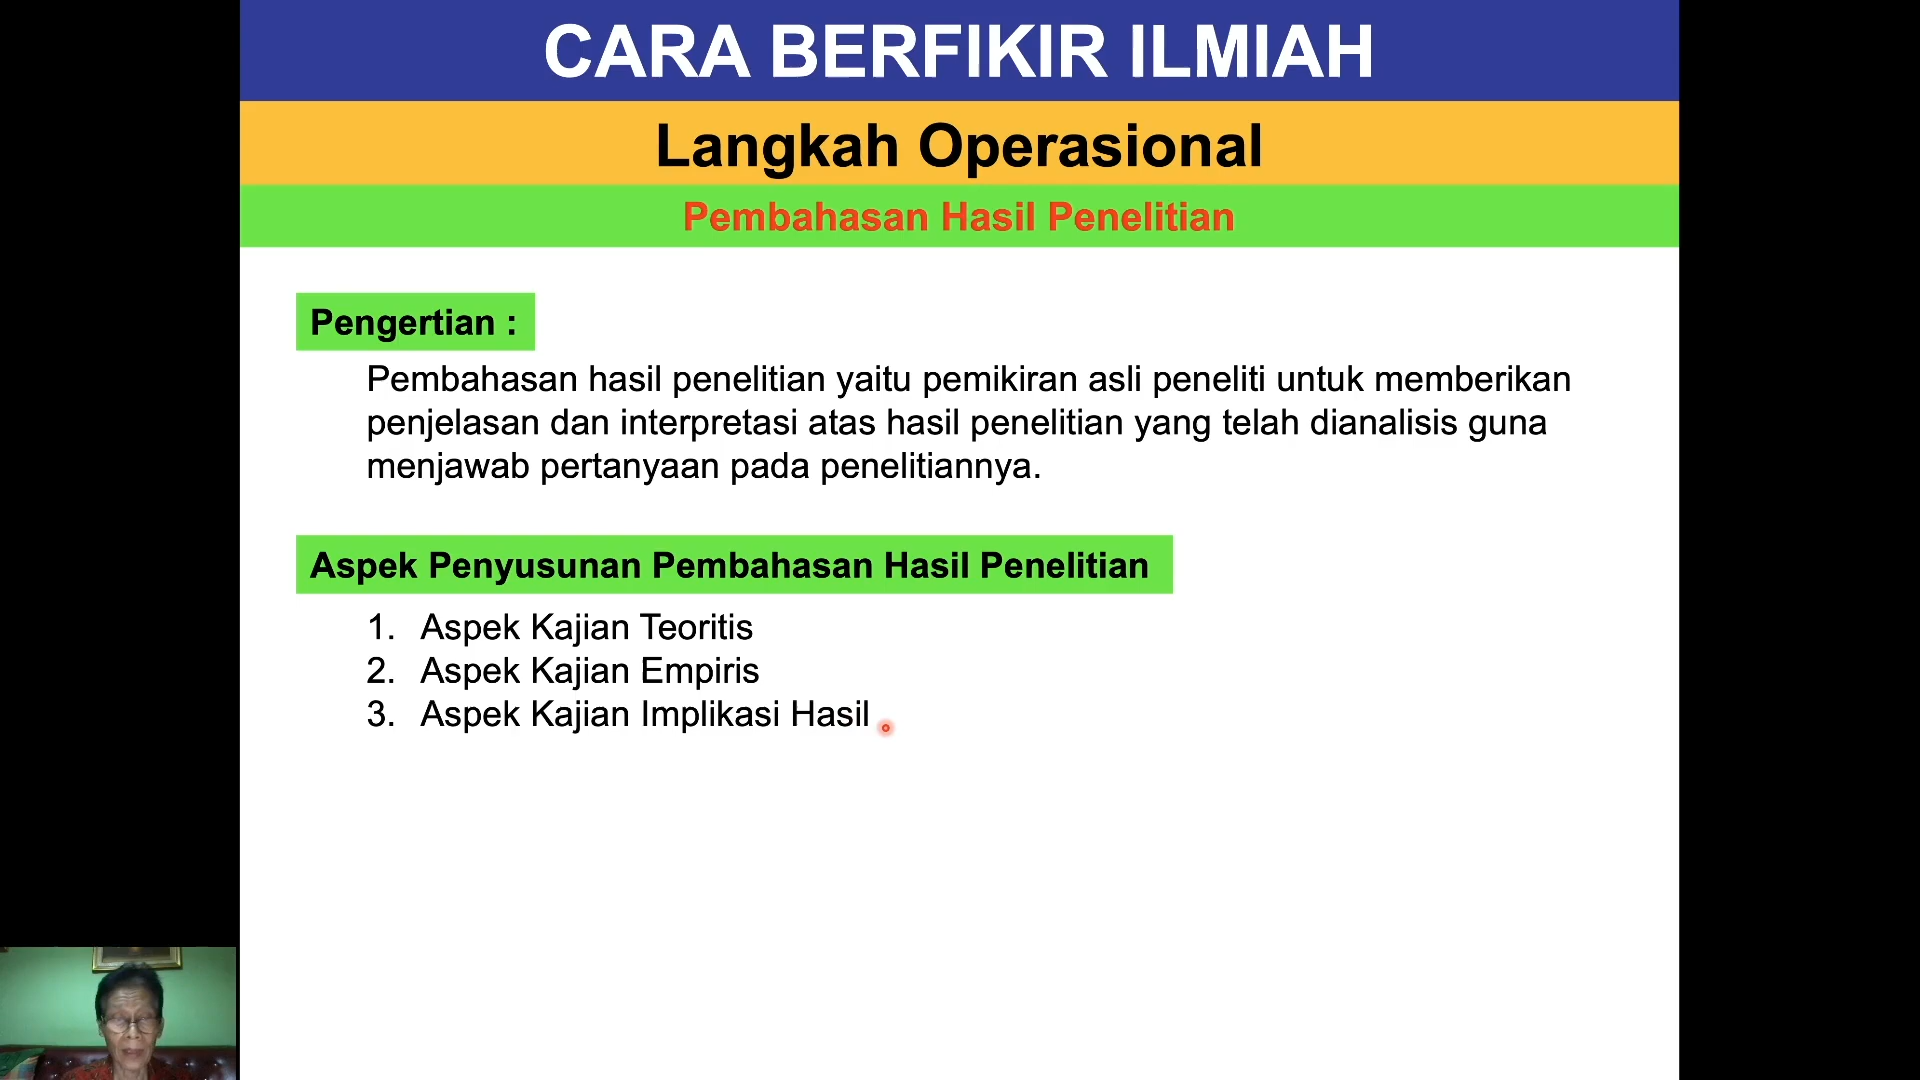 CARA BERFIKIR ILMIAH
Langkah Operasional
Pembahasan Hasil Penelitian
Pengertian :
Pembahasan hasil penelitian yaitu pemikiran asli peneliti untuk memberikan
penjelasan dan interpretasi atas hasil penelitian yang telah dianalisis guna
menjawab pertanyaan pada penelitiannya.
Aspek Penyusunan Pembahasan Hasil Penelitian
1. Aspek Kajian Teoritis
2. Aspek Kajian Empiris
3. Aspek Kajian Implikasi Hasil